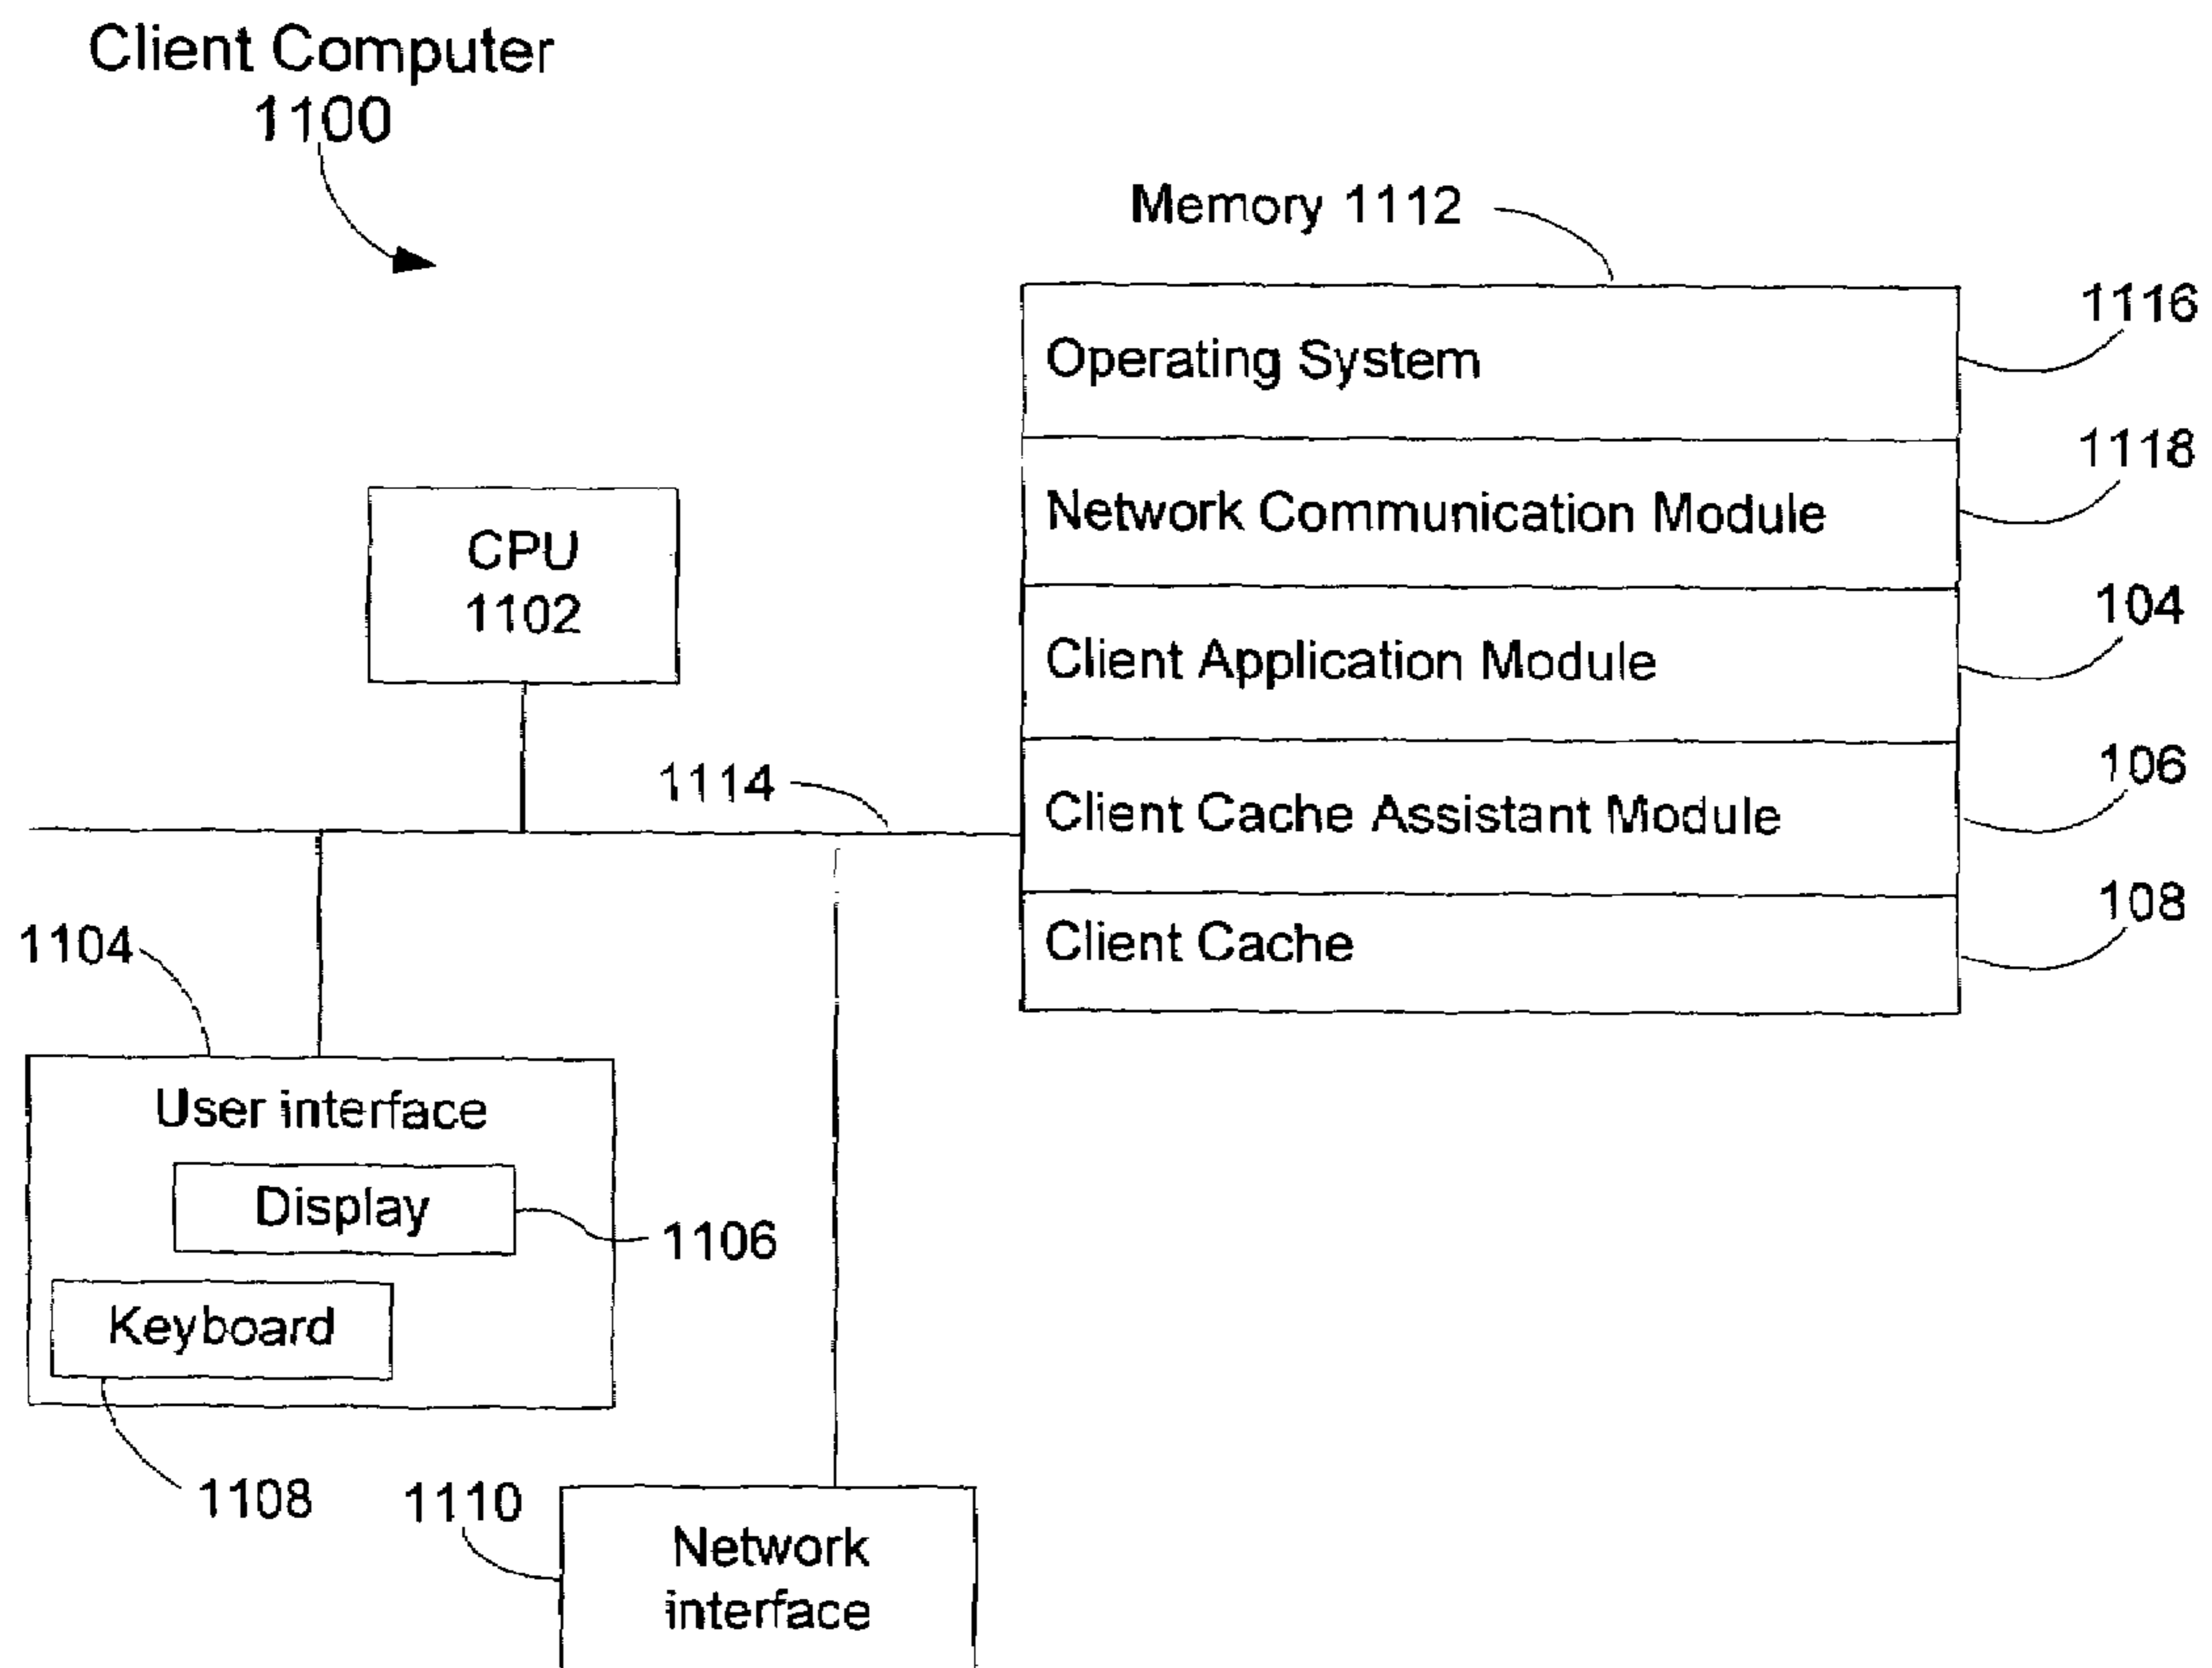 Client Computer
1100
Memory 1112
1116
Operating System
1118
Network Communication Module
CPU
1102
104
Client Application Module
1114
106
Client Cache Assistant Module
108
Client Cache
1104
User interface
Display
1106
Keyboard
1108
1110
Network
interface